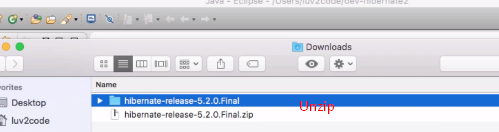 Java - Eclipse - /Users/luv2code/dev-hibernate2
Downloads
Name
hibernate-release-5.2.0.Final
Unzip
hibernate-release-5.2.0.Final.zip
vorites
Desktop
luv2code